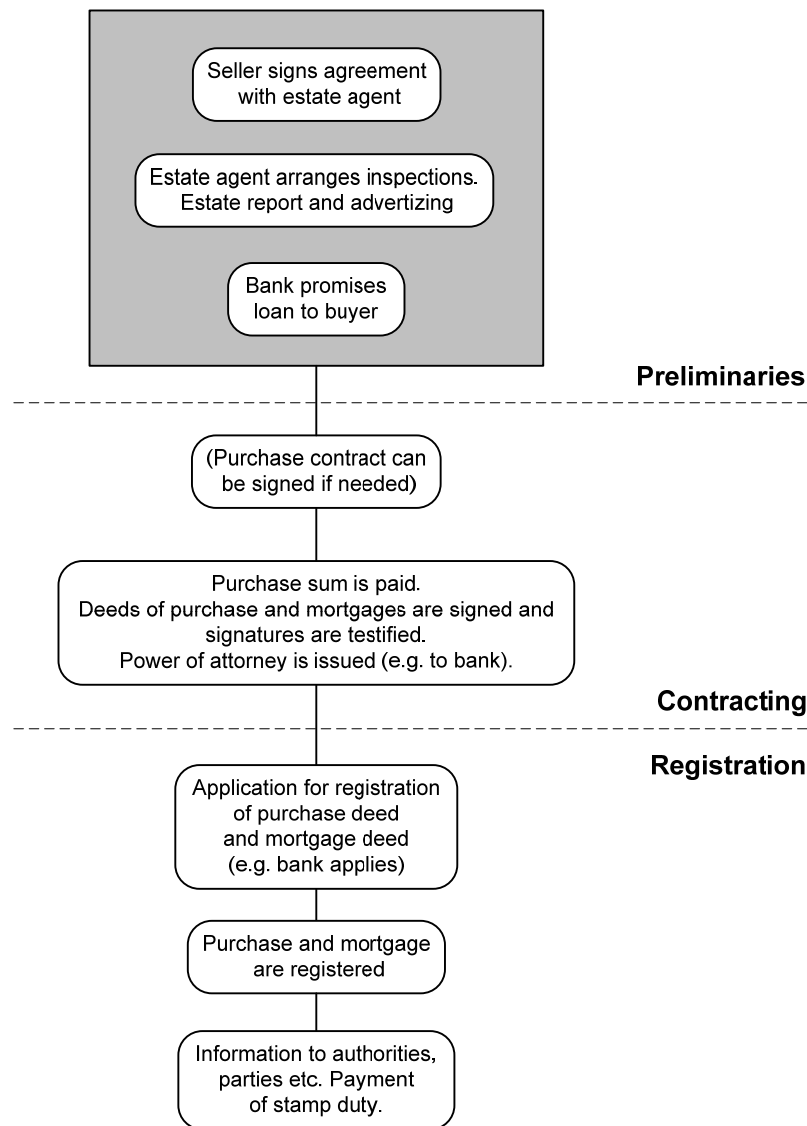 Seller signs agreement
with estate agent
Estate agent arranges inspections.
Estate report and advertizing
Bank promises
loan to buyer
Preliminaries
(Purchase contract can
be signed if needed)
Purchase sum is paid.
Deeds of purchase and mortgages are signed and
signatures are testified.
Power of attorney is issued (e.g. to bank).
Contracting
Registration
Application for registration
of purchase deed
and mortgage deed
(e.g. bank applies)
Purchase and mortgage
are registered
Information to authorities,
parties etc. Payment
of stamp duty.